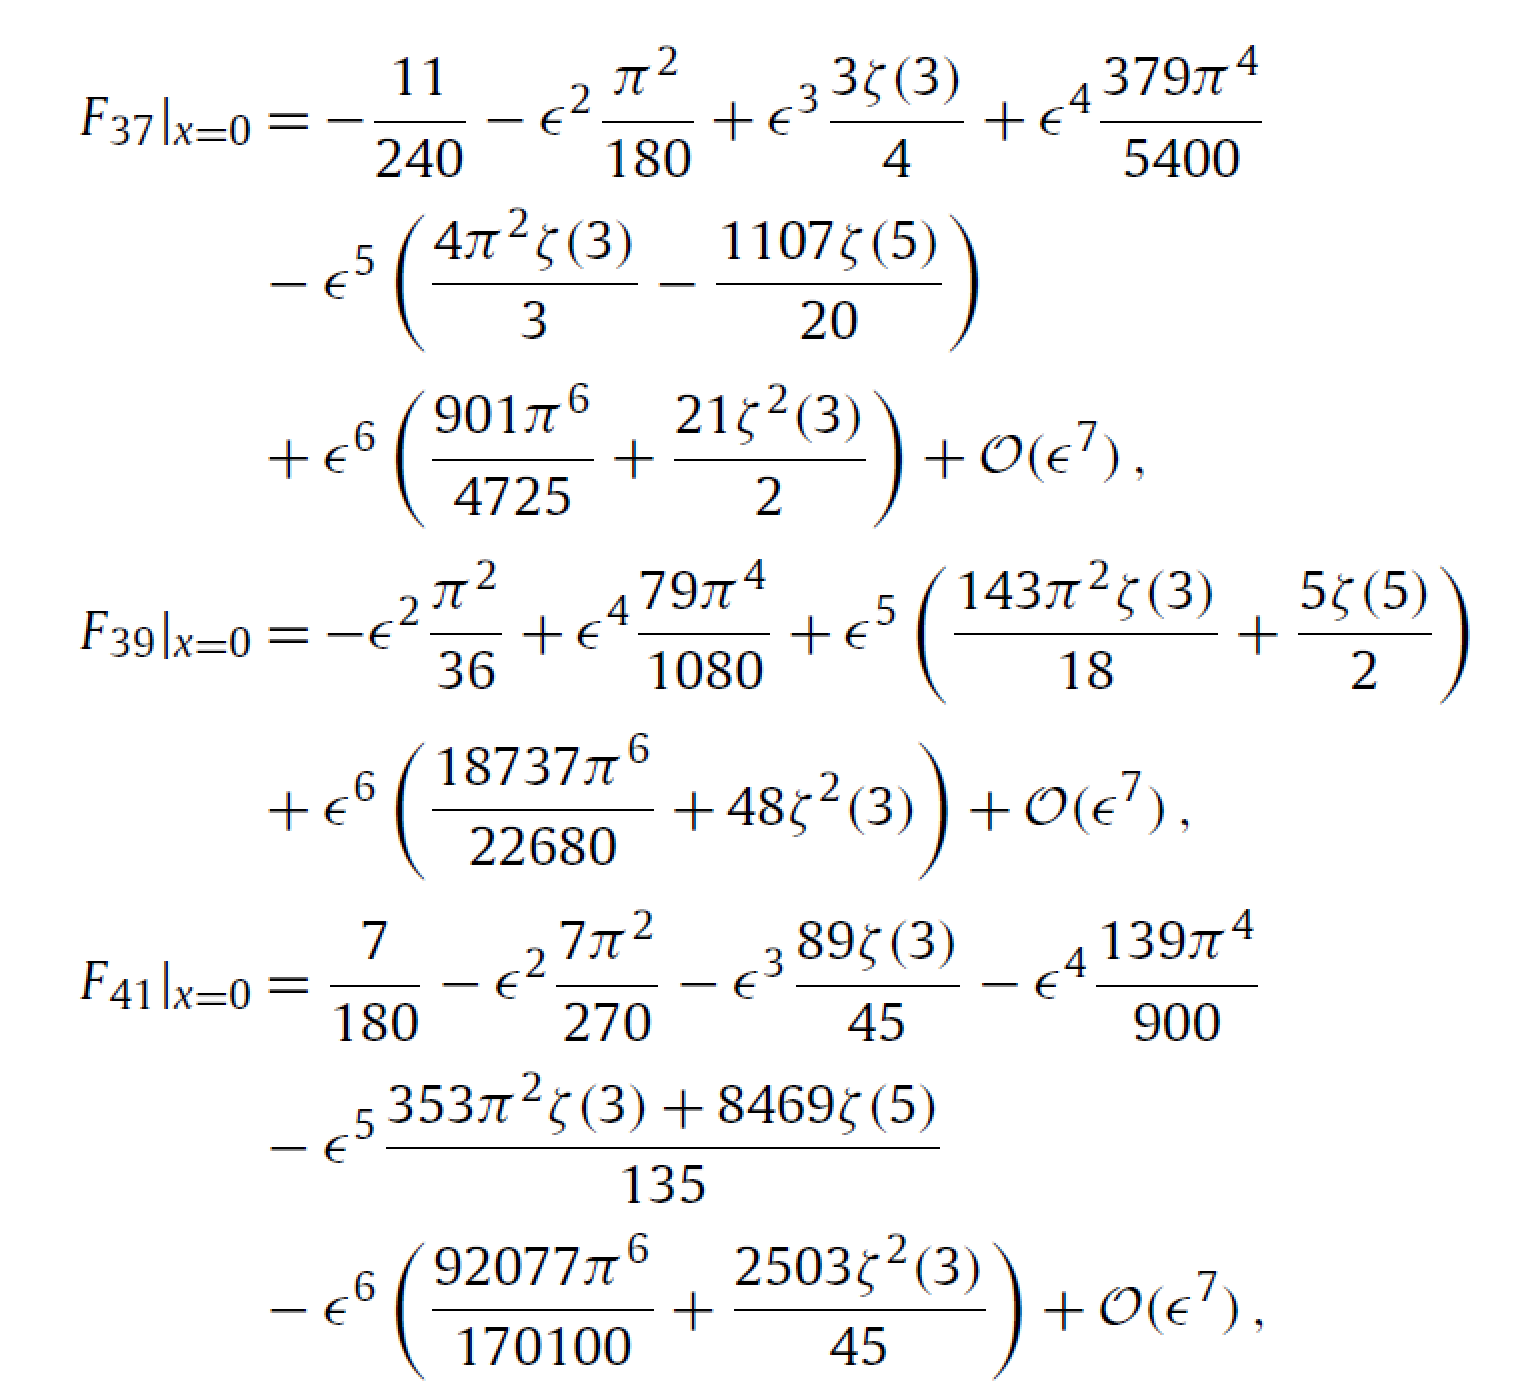 $F_{37}|_{x=0} = -\frac{11}{240} - \epsilon^2 \frac{\pi^2}{180} + \epsilon^3 \frac{3\zeta(3)}{4} + \epsilon^4 \frac{379\pi^4}{5400}$
$- \epsilon^5 \left( \frac{4\pi^2\zeta(3)}{3} - \frac{1107\zeta(5)}{20} \right)$
$+ \epsilon^6 \left( \frac{901\pi^6}{4725} + \frac{21\zeta^2(3)}{2} \right) + \mathcal{O}(\epsilon^7) ,$
$F_{39}|_{x=0} = -\epsilon^2 \frac{\pi^2}{36} + \epsilon^4 \frac{79\pi^4}{1080} + \epsilon^5 \left( \frac{143\pi^2\zeta(3)}{18} + \frac{5\zeta(5)}{2} \right)$
$+ \epsilon^6 \left( \frac{18737\pi^6}{22680} + 48\zeta^2(3) \right) + \mathcal{O}(\epsilon^7) ,$
$F_{41}|_{x=0} = \frac{7}{180} - \epsilon^2 \frac{7\pi^2}{270} - \epsilon^3 \frac{89\zeta(3)}{45} - \epsilon^4 \frac{139\pi^4}{900}$
$- \epsilon^5 \frac{353\pi^2\zeta(3) + 8469\zeta(5)}{135}$
$- \epsilon^6 \left( \frac{92077\pi^6}{170100} + \frac{2503\zeta^2(3)}{45} \right) + \mathcal{O}(\epsilon^7) ,$